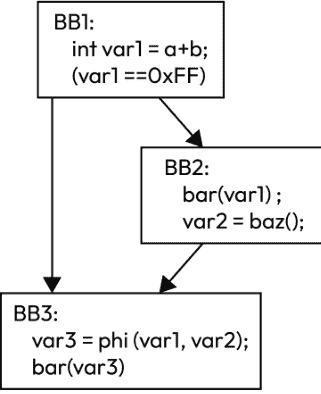 BB1:
int var1 = a+b;
(var1 ==0xFF)
BB2:
bar(var1) ;
var2 = baz();
BB3:
var3 = phi (var1, var2);
bar(var3)